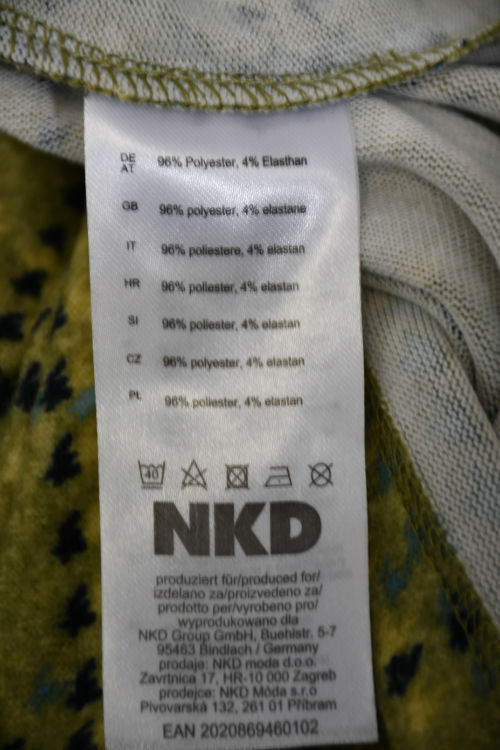 DE AT 96% Polyester, 4% Elasthan
GB 96% polyester, 4% elastane
IT 96% poliestere, 4% elastan
HR 96% poliester, 4% elastan
SI 96% poliester, 4% elastan
CZ 96% polyester, 4% elastan
PL 96% poliester, 4% elastan
40
NKD
produziert für/produced for/
izdelano za/proizvedeno za/
prodotto per/vyrobeno pro/
wyprodukowano dla
NKD Group GmbH, Buehlstr. 5-7
95463 Bindlach / Germany
prodaja: NKD moda d.o.o.
Zavrtnica 17, HR-10 000 Zagreb
prodejce: NKD Móda s.r.o
Pivovarská 132, 261 01 Příbram
EAN 2020869460102